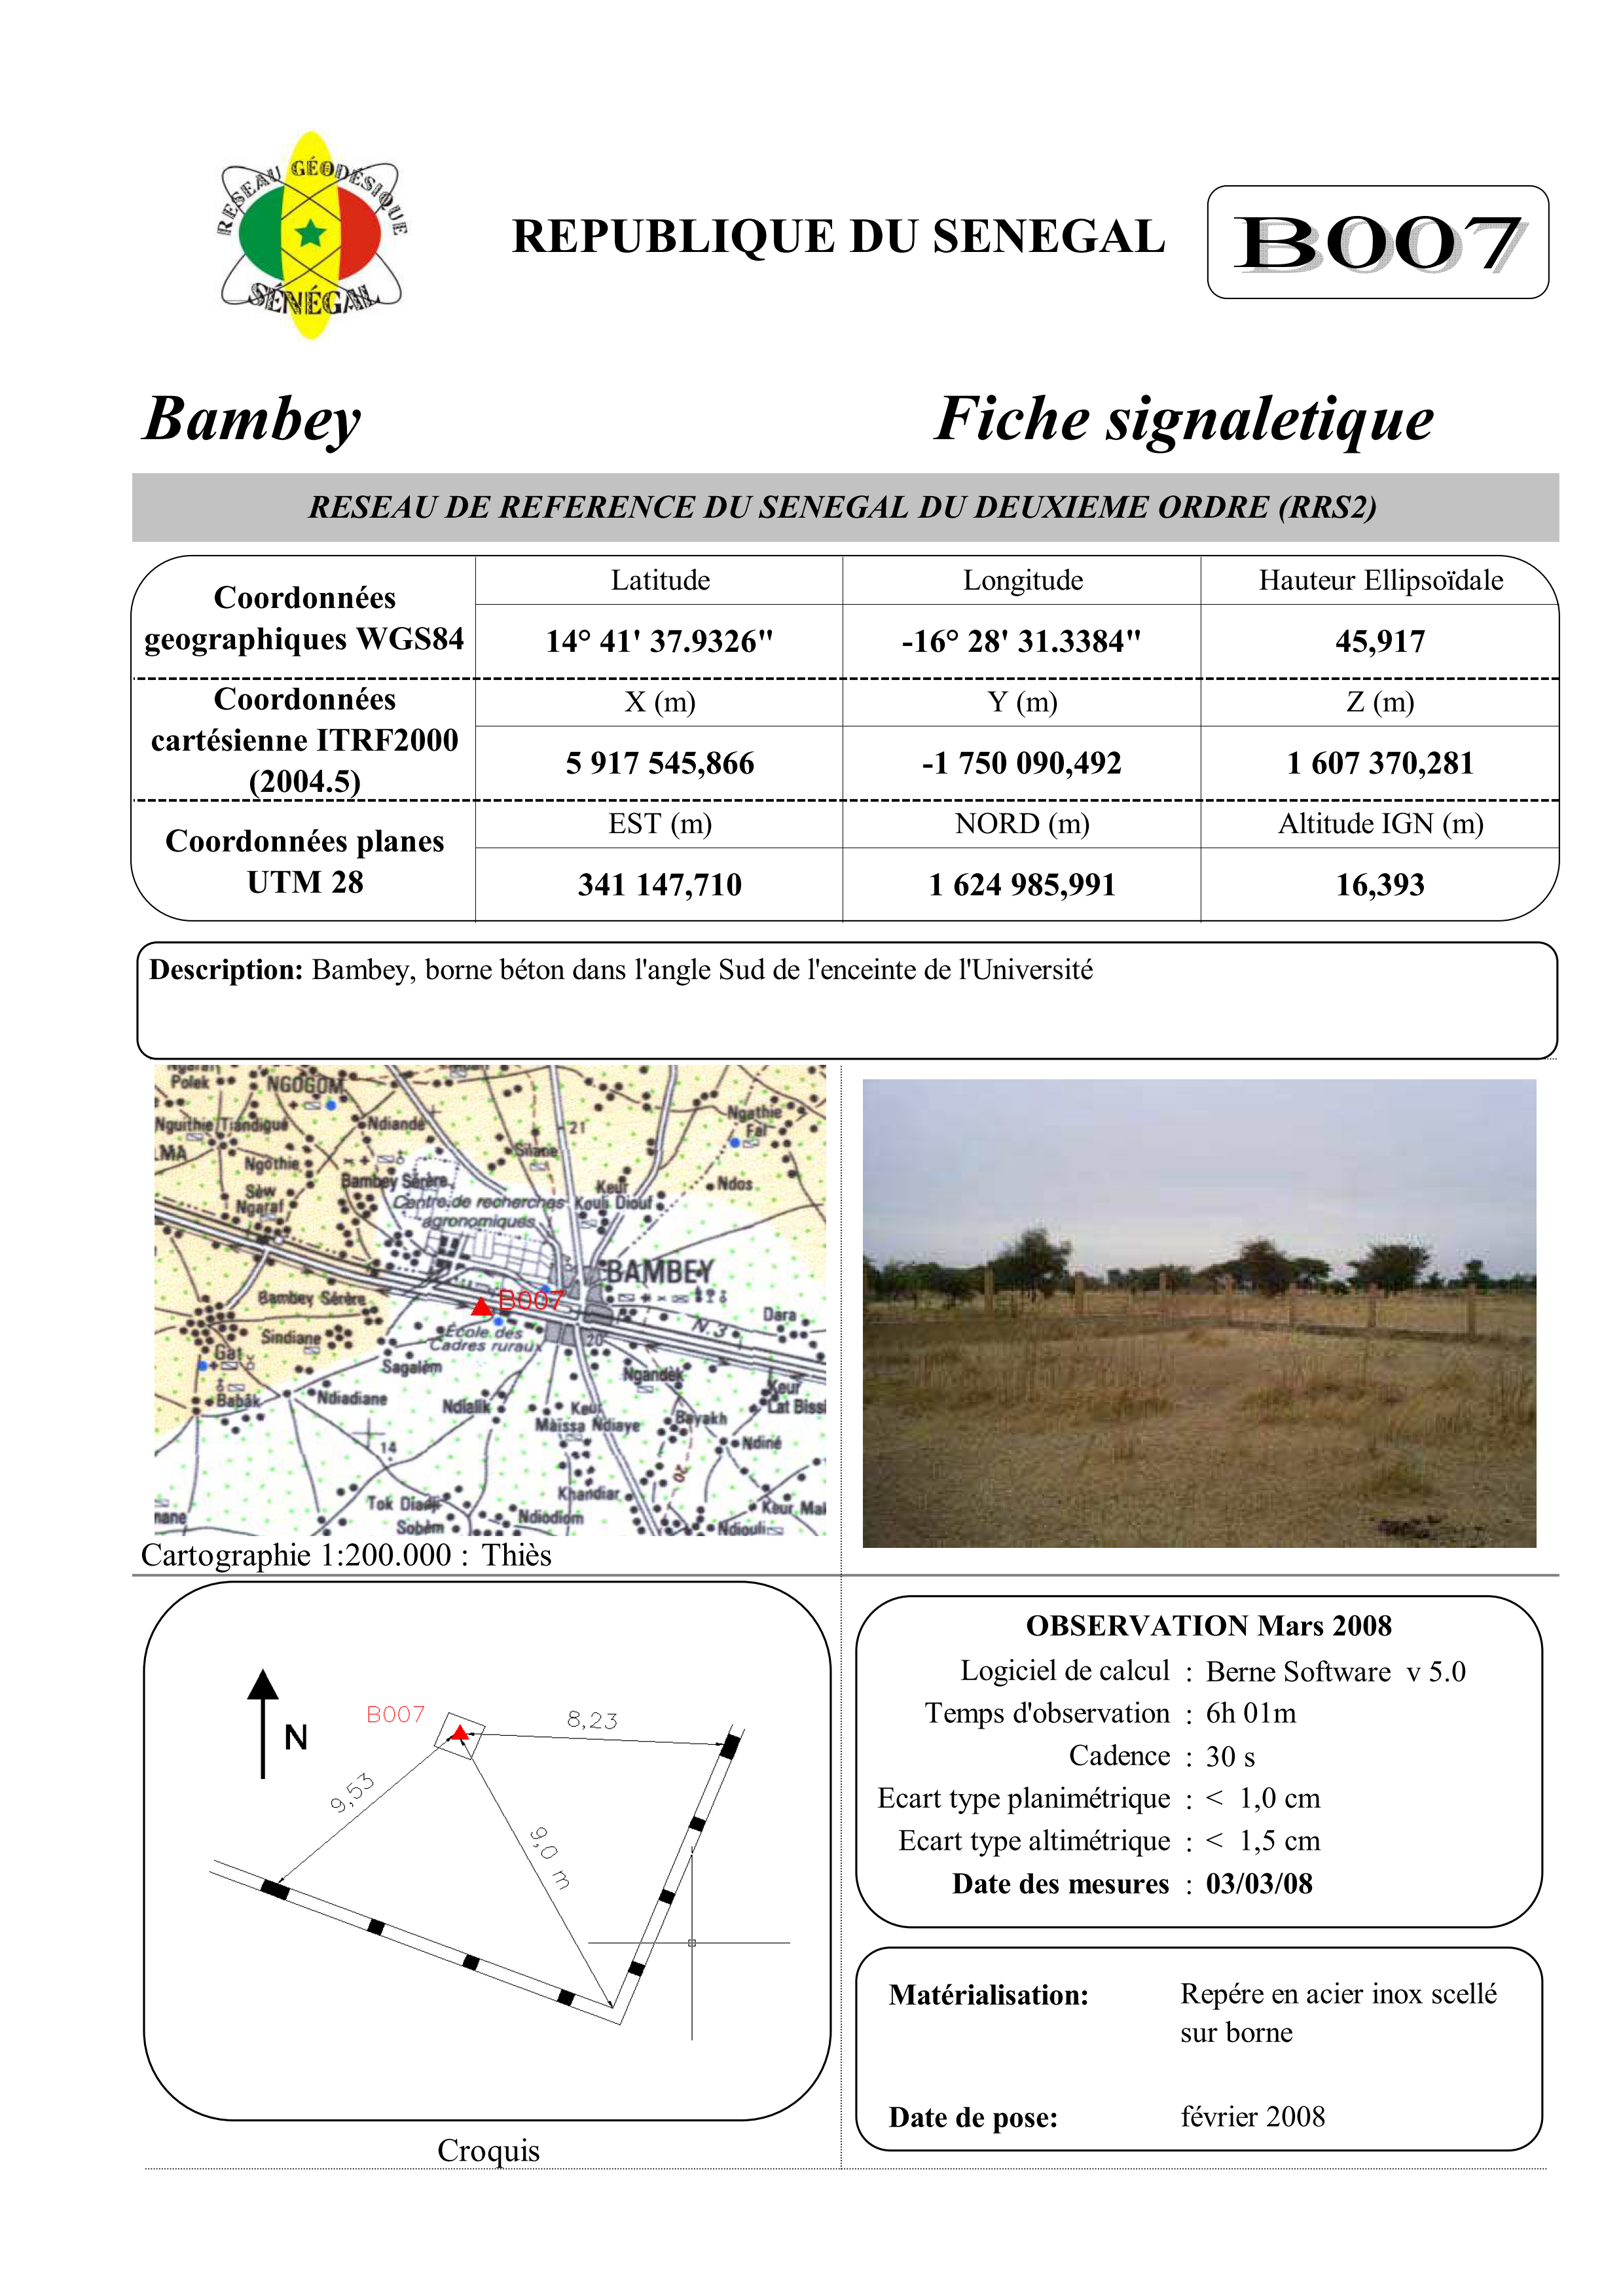 RESEAU GÉODÉSIQUE
SÉNÉGAL
REPUBLIQUE DU SENEGAL
B007
Bambey
Fiche signaletique
RESEAU DE REFERENCE DU SENEGAL DU DEUXIEME ORDRE (RRS2)
Coordonnées
geographiques WGS84
Latitude
Longitude
Hauteur Ellipsoïdale
14° 41' 37.9326"
-16° 28' 31.3384"
45,917
Coordonnées
cartésienne ITRF2000
(2004.5)
X (m)
Y (m)
Z (m)
5 917 545,866
-1 750 090,492
1 607 370,281
Coordonnées planes
UTM 28
EST (m)
NORD (m)
Altitude IGN (m)
341 147,710
1 624 985,991
16,393
Description: Bambey, borne béton dans l'angle Sud de l'enceinte de l'Université
Polek
NGOGOM
Nguithie Tiandigué
Ndiandé
21
Ngathie
Fal
LMA
Silane
Ngothie
Bambey Sérère
Sèw
Ngaraf
Keur
Kouli Diouf
Ndos
Centre de recherches
agronomiques
BAMBEY
B007
Bambey Sérère
Dara
N.3
Sindiane
École des
Cadres ruraux
20
Gat
Sagalem
Ngandèk
Keur
Lat Bissi
Babák
Ndiadiane
Ndialik
Keur
Maïssa Ndiaye
Bayakh
Ndiné
14
20
Khandiar
Tok Diadji
Sobèm
Ndiodiom
Keur Mak
Ndiouli
nane
Cartographie 1:200.000 : Thiès
N
B007
8,23
9,53
9,0 m
Croquis
OBSERVATION Mars 2008
Logiciel de calcul : Berne Software v 5.0
Temps d'observation : 6h 01m
Cadence : 30 s
Ecart type planimétrique : < 1,0 cm
Ecart type altimétrique : < 1,5 cm
Date des mesures : 03/03/08
Matérialisation: Repére en acier inox scellé
sur borne
Date de pose: février 2008